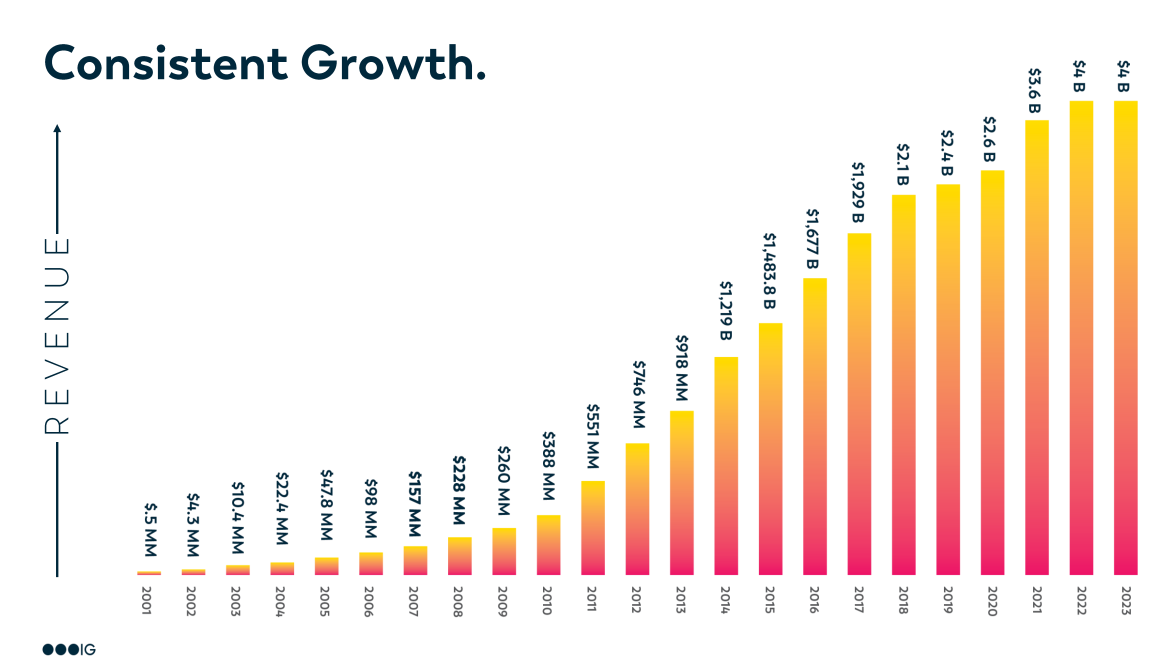 Consistent Growth.
REVENUE
$.5 MM
$4.3 MM
$10.4 MM
$22.4 MM
$47.8 MM
$98 MM
$157 MM
$228 MM
$260 MM
$388 MM
$551 MM
$746 MM
$918 MM
$1,219 B
$1,483.8 B
$1,677 B
$1,929 B
$2.1 B
$2.4 B
$2.6 B
$3.6 B
$4 B
$4 B
2001
2002
2003
2004
2005
2006
2007
2008
2009
2010
2011
2012
2013
2014
2015
2016
2017
2018
2019
2020
2021
2022
2023
IG